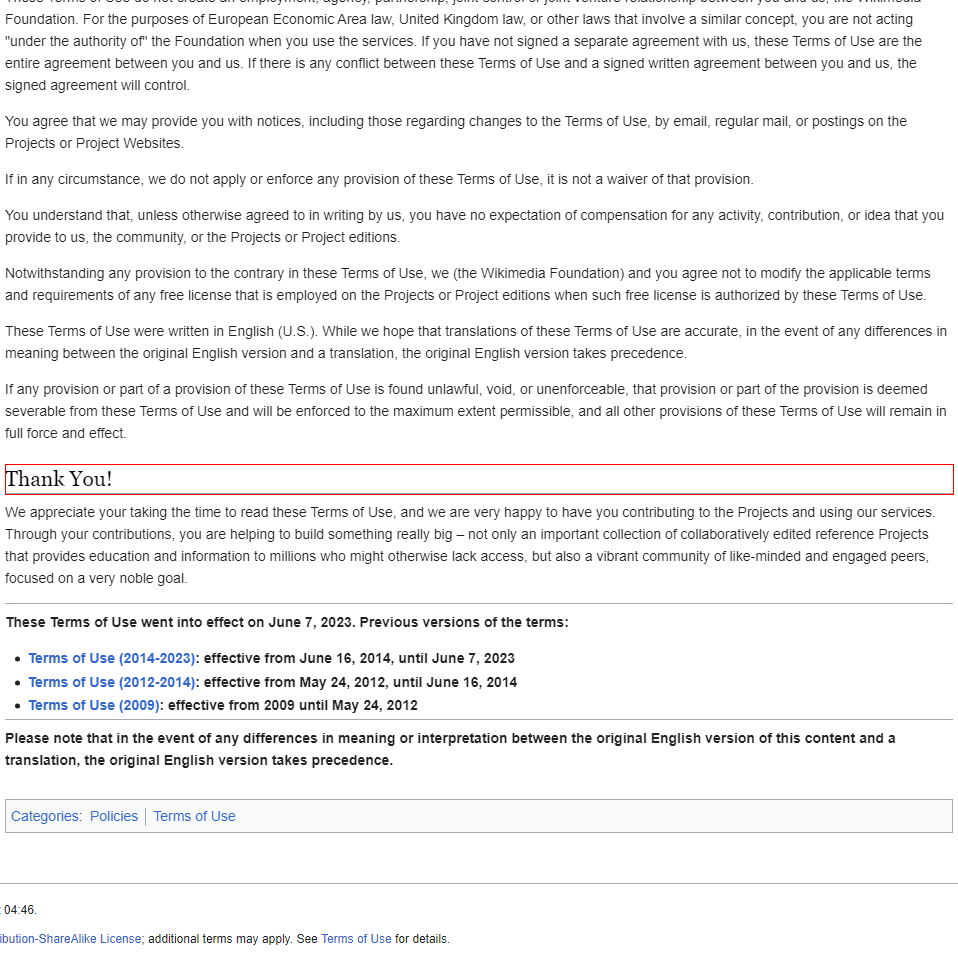 Foundation. For the purposes of European Economic Area law, United Kingdom law, or other laws that involve a similar concept, you are not acting
"under the authority of" the Foundation when you use the services. If you have not signed a separate agreement with us, these Terms of Use are the
entire agreement between you and us. If there is any conflict between these Terms of Use and a signed written agreement between you and us, the
signed agreement will control.
You agree that we may provide you with notices, including those regarding changes to the Terms of Use, by email, regular mail, or postings on the
Projects or Project Websites.
If in any circumstance, we do not apply or enforce any provision of these Terms of Use, it is not a waiver of that provision.
You understand that, unless otherwise agreed to in writing by us, you have no expectation of compensation for any activity, contribution, or idea that you
provide to us, the community, or the Projects or Project editions.
Notwithstanding any provision to the contrary in these Terms of Use, we (the Wikimedia Foundation) and you agree not to modify the applicable terms
and requirements of any free license that is employed on the Projects or Project editions when such free license is authorized by these Terms of Use.
These Terms of Use were written in English (U.S.). While we hope that translations of these Terms of Use are accurate, in the event of any differences in
meaning between the original English version and a translation, the original English version takes precedence.
If any provision or part of a provision of these Terms of Use is found unlawful, void, or unenforceable, that provision or part of the provision is deemed
severable from these Terms of Use and will be enforced to the maximum extent permissible, and all other provisions of these Terms of Use will remain in
full force and effect.
Thank You!
We appreciate your taking the time to read these Terms of Use, and we are very happy to have you contributing to the Projects and using our services.
Through your contributions, you are helping to build something really big – not only an important collection of collaboratively edited reference Projects
that provides education and information to millions who might otherwise lack access, but also a vibrant community of like-minded and engaged peers,
focused on a very noble goal.
These Terms of Use went into effect on June 7, 2023. Previous versions of the terms:
• Terms of Use (2014-2023): effective from June 16, 2014, until June 7, 2023
• Terms of Use (2012-2014): effective from May 24, 2012, until June 16, 2014
• Terms of Use (2009): effective from 2009 until May 24, 2012
Please note that in the event of any differences in meaning or interpretation between the original English version of this content and a
translation, the original English version takes precedence.
Categories: Policies | Terms of Use
04:46.
ibution-ShareAlike License; additional terms may apply. See Terms of Use for details.